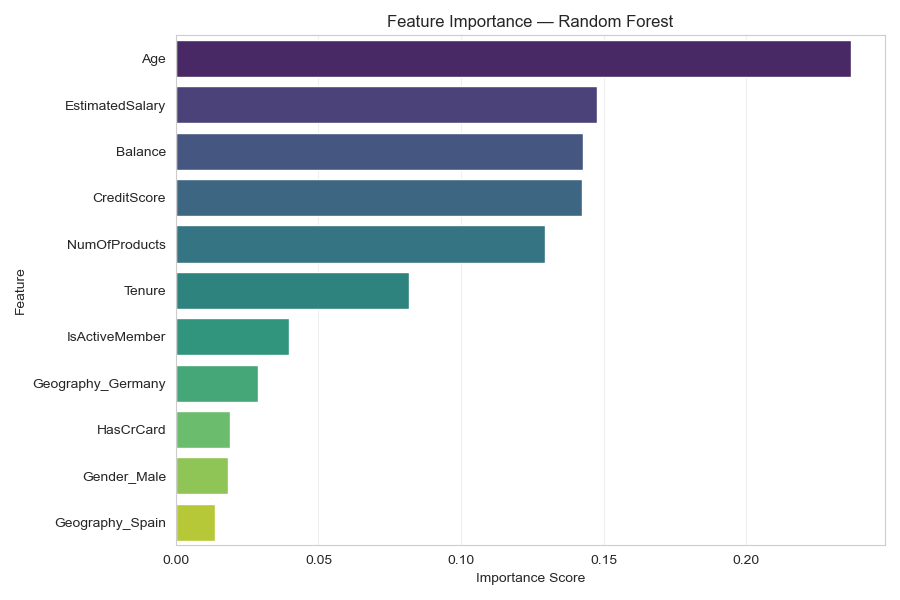 Feature Importance — Random Forest
Feature
Age
EstimatedSalary
Balance
CreditScore
NumOfProducts
Tenure
IsActiveMember
Geography_Germany
HasCrCard
Gender_Male
Geography_Spain
0.00 0.05 0.10 0.15 0.20
Importance Score